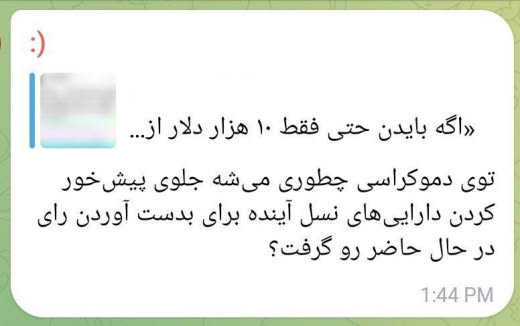 :)
«اگه بایدن حتی فقط ۱۰ هزار دلار از...
توی دموکراسی چطوری می‌شه جلوی پیش‌خور
کردن دارایی‌های نسل آینده برای بدست آوردن رای
در حال حاضر رو گرفت؟
1:44 PM